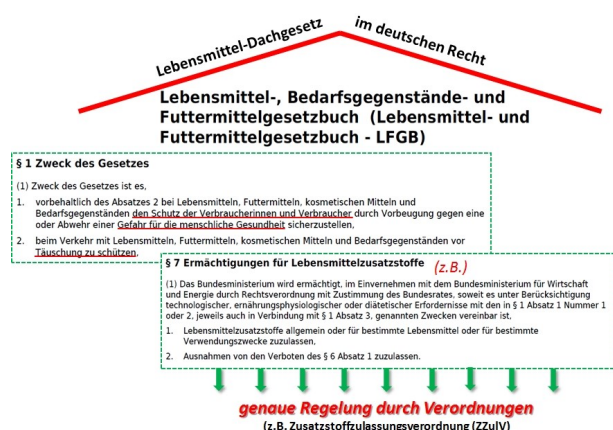 Lebensmittel-Dachgesetz im deutschen Recht
Lebensmittel-, Bedarfsgegenstände- und
Futtermittelgesetzbuch (Lebensmittel- und
Futtermittelgesetzbuch - LFGB)
§ 1 Zweck des Gesetzes
(1) Zweck des Gesetzes ist es,
1. vorbehaltlich des Absatzes 2 bei Lebensmitteln, Futtermitteln, kosmetischen Mitteln und
Bedarfsgegenständen den Schutz der Verbraucherinnen und Verbraucher durch Vorbeugung gegen eine
oder Abwehr einer Gefahr für die menschliche Gesundheit sicherzustellen,
2. beim Verkehr mit Lebensmitteln, Futtermitteln, kosmetischen Mitteln und Bedarfsgegenständen vor
Täuschung zu schützen,
§ 7 Ermächtigungen für Lebensmittelzusatzstoffe (z.B.)
(1) Das Bundesministerium wird ermächtigt, im Einvernehmen mit dem Bundesministerium für Wirtschaft
und Energie durch Rechtsverordnung mit Zustimmung des Bundesrates, soweit es unter Berücksichtigung
technologischer, ernährungsphysiologischer oder diätetischer Erfordernisse mit den in § 1 Absatz 1 Nummer 1
oder 2, jeweils auch in Verbindung mit § 1 Absatz 3, genannten Zwecken vereinbar ist,
1. Lebensmittelzusatzstoffe allgemein oder für bestimmte Lebensmittel oder für bestimmte
Verwendungszwecke zuzulassen,
2. Ausnahmen von den Verboten des § 6 Absatz 1 zuzulassen.
genaue Regelung durch Verordnungen
(z.B. Zusatzstoffzulassungsverordnung (ZZulV)